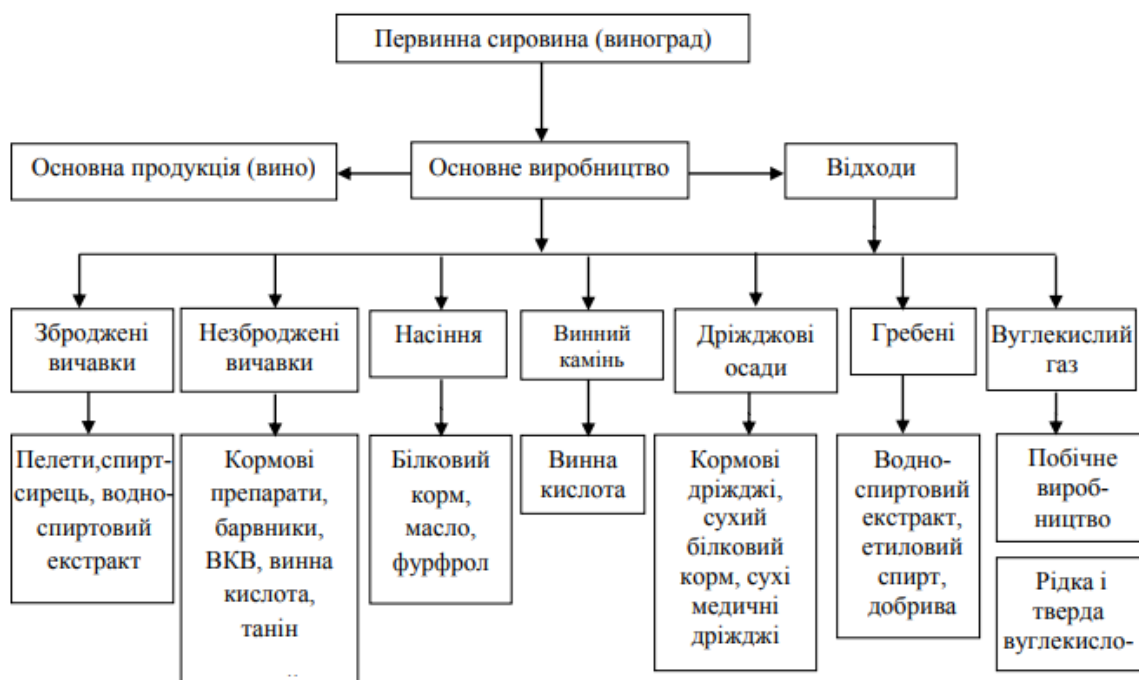 Первинна сировина (виноград)
Основна продукція (вино)
Основне виробництво
Відходи
Зброджені
вичавки
Незброджені
вичавки
Насіння
Винний
камінь
Дріжджові
осади
Гребені
Вуглекислий
газ
Пелети,спирт-
сирець, водно-
спиртовий
екстракт
Кормові
препарати,
барвники,
ВКВ, винна
кислота,
танін
Білковий
корм,
масло,
фурфрол
Винна
кислота
Кормові
дріжджі,
сухий
білковий
корм, сухі
медичні
дріжджі
Водно-
спиртовий
екстракт,
етиловий
спирт,
добрива
Побічне
вироб-
ництво
Рідка і
тверда
вуглекисло-